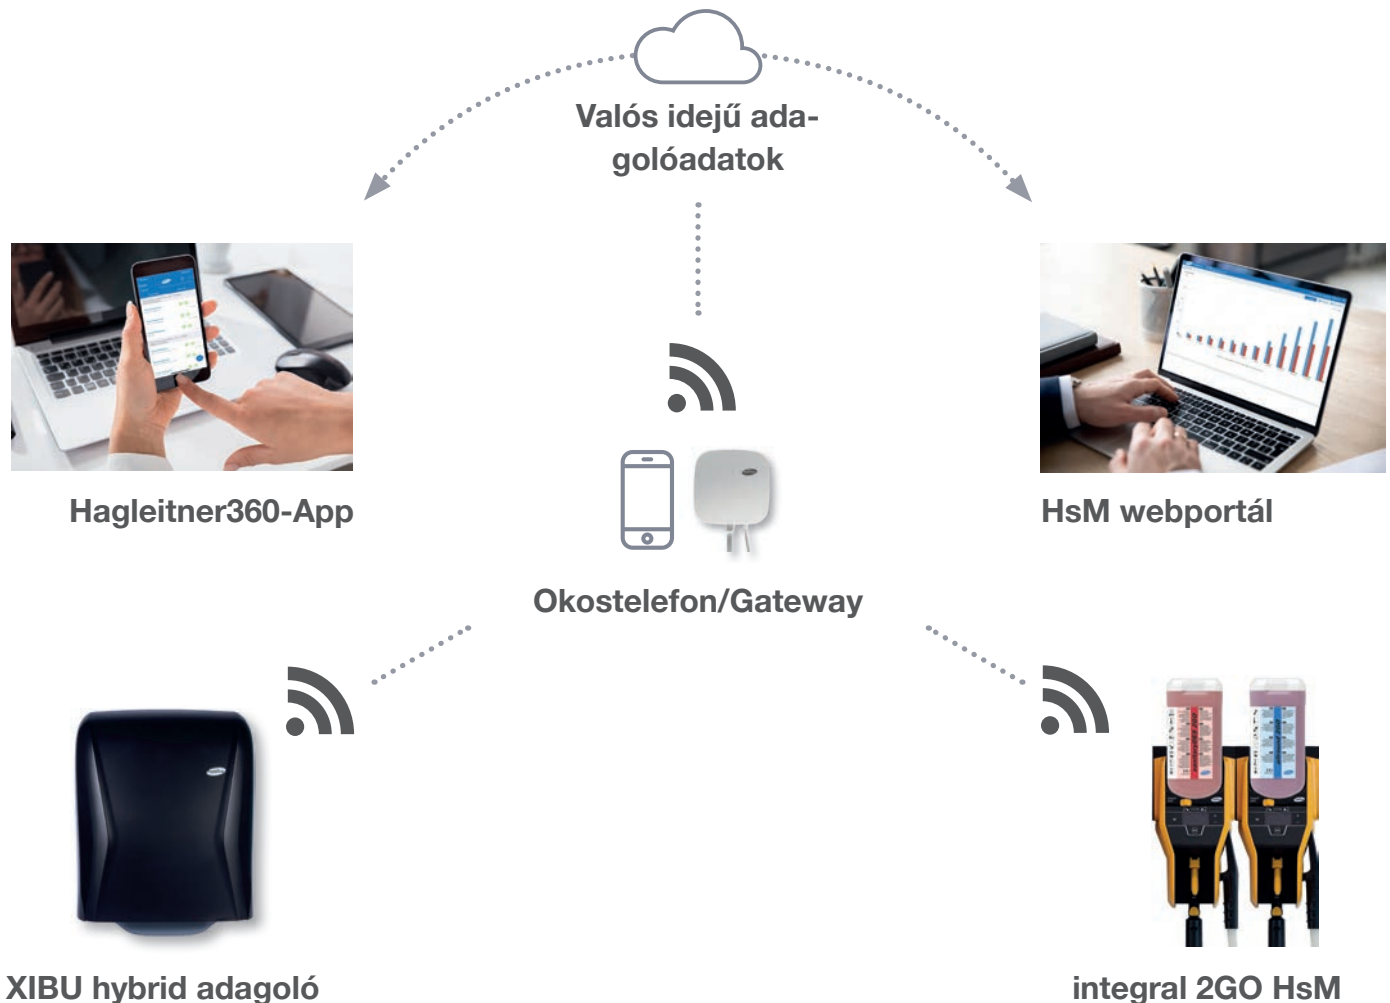 Valós idejű ada-
golóadatok
Hagleitner360-App
HsM webportál
Okostelefon/Gateway
XIBU hybrid adagoló
integral 2GO HsM